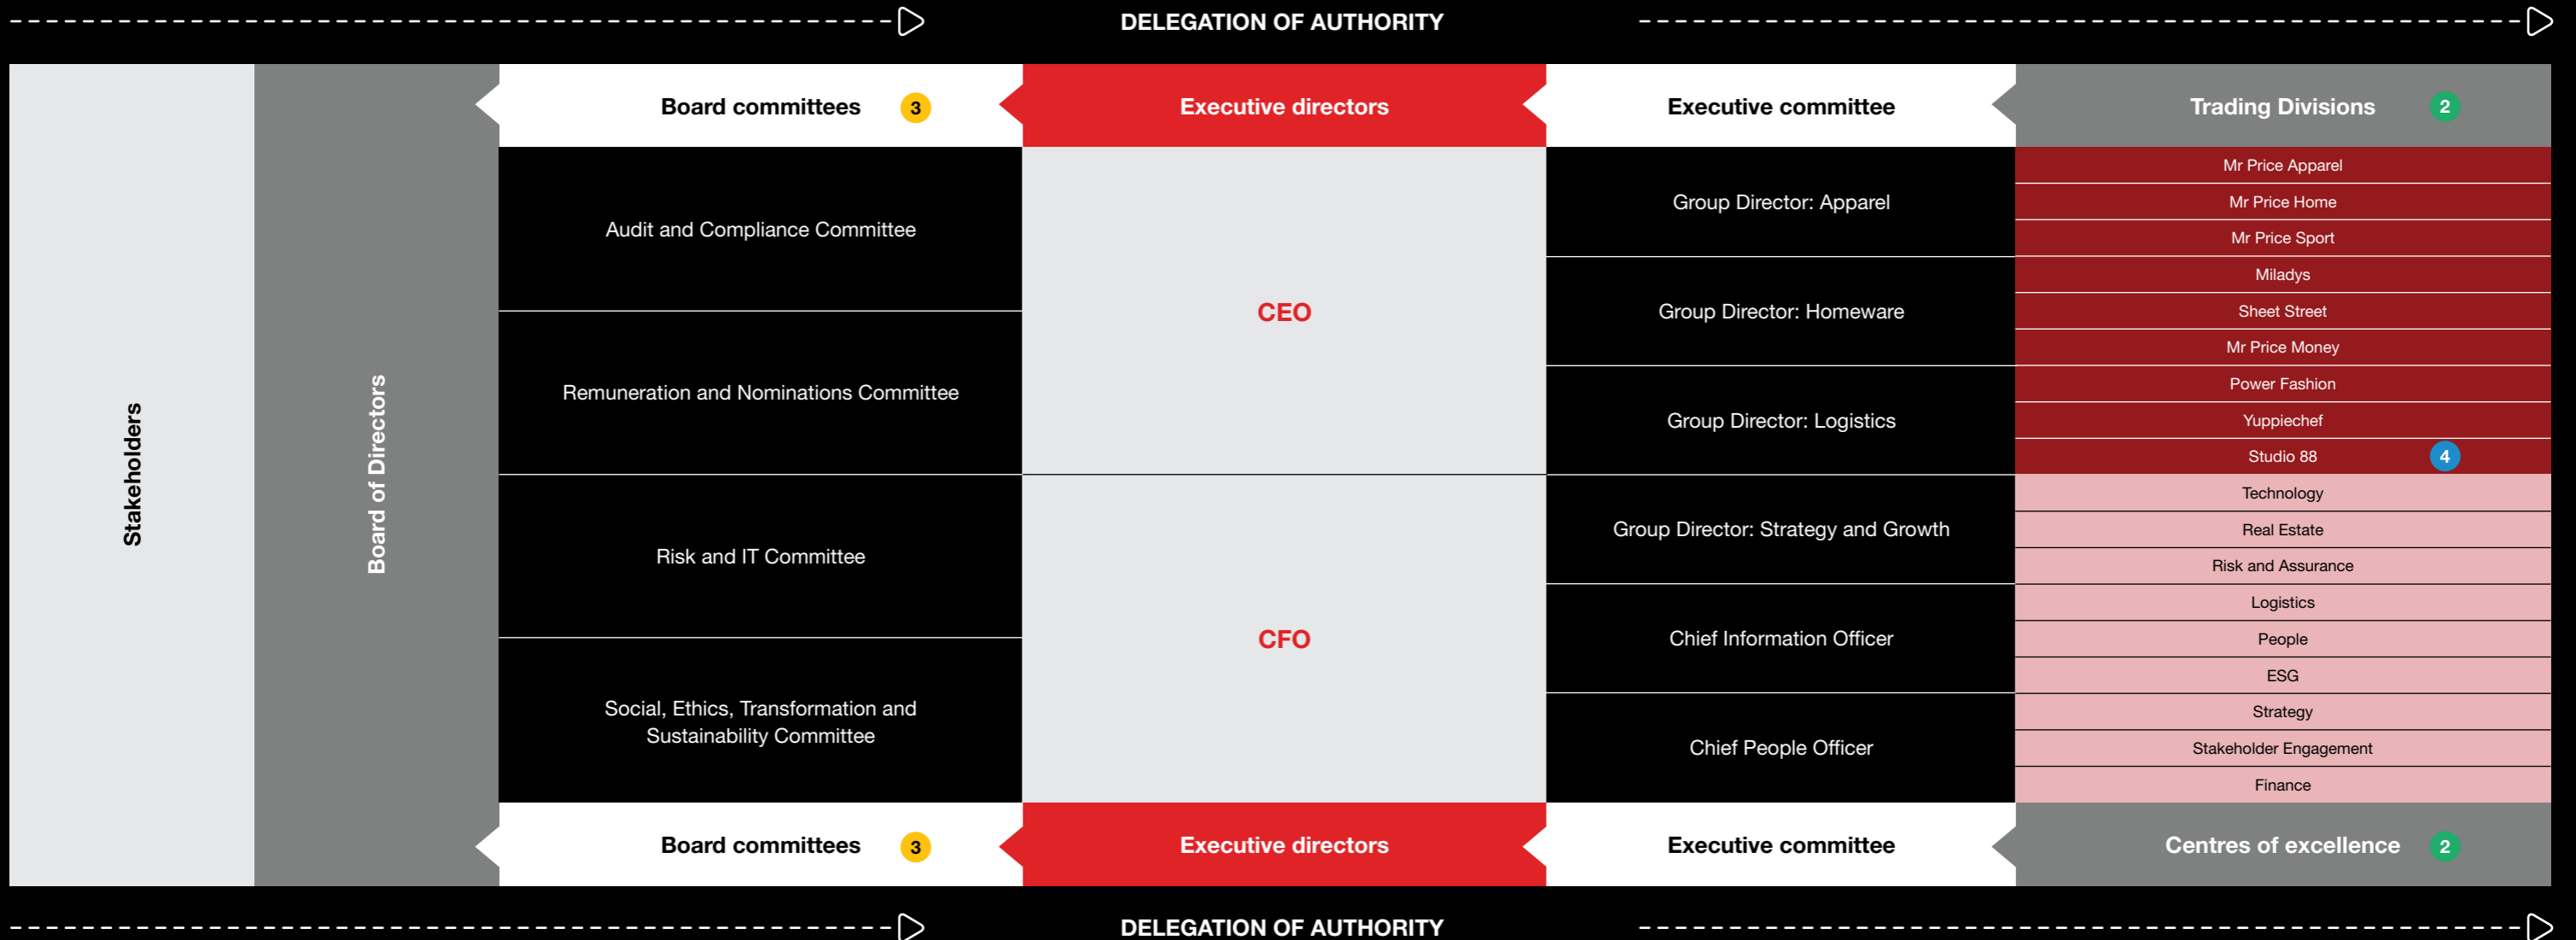 DELEGATION OF AUTHORITY
Stakeholders
Board of Directors
Board committees 3
Executive directors
Executive committee
Trading Divisions 2
Audit and Compliance Committee
Remuneration and Nominations Committee
Risk and IT Committee
Social, Ethics, Transformation and
Sustainability Committee
CEO
CFO
Group Director: Apparel
Group Director: Homeware
Group Director: Logistics
Group Director: Strategy and Growth
Chief Information Officer
Chief People Officer
Mr Price Apparel
Mr Price Home
Mr Price Sport
Miladys
Sheet Street
Mr Price Money
Power Fashion
Yuppiechef
Studio 88 4
Technology
Real Estate
Risk and Assurance
Logistics
People
ESG
Strategy
Stakeholder Engagement
Finance
Board committees 3
Executive directors
Executive committee
Centres of excellence 2
DELEGATION OF AUTHORITY